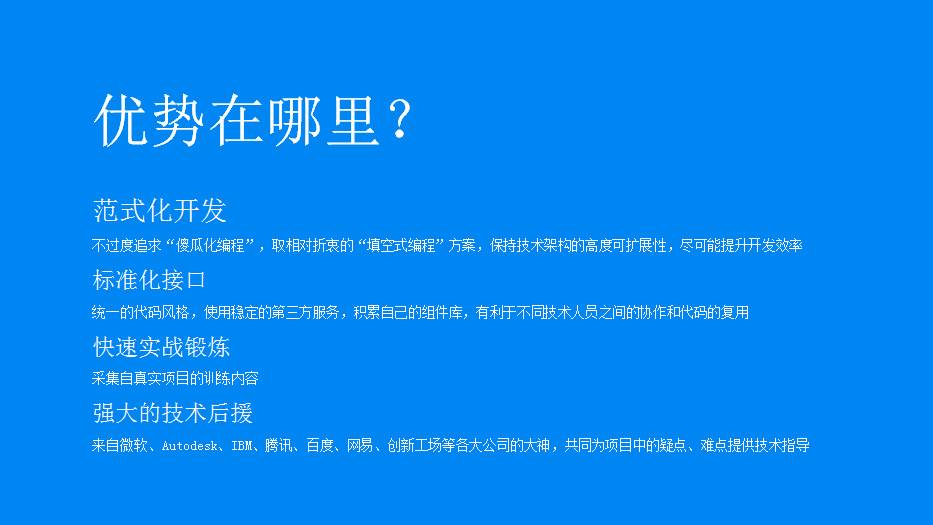 优势在哪里？
范式化开发
不过度追求“傻瓜化编程”，取相对折衷的“填空式编程”方案，保持技术架构的高度可扩展性，尽可能提升开发效率
标准化接口
统一的代码风格，使用稳定的第三方服务，积累自己的组件库，有利于不同技术人员之间的协作和代码的复用
快速实战锻炼
采集自真实项目的训练内容
强大的技术后援
来自微软、Autodesk、IBM、腾讯、百度、网易、创新工场等各大公司的大神，共同为项目中的疑点、难点提供技术指导